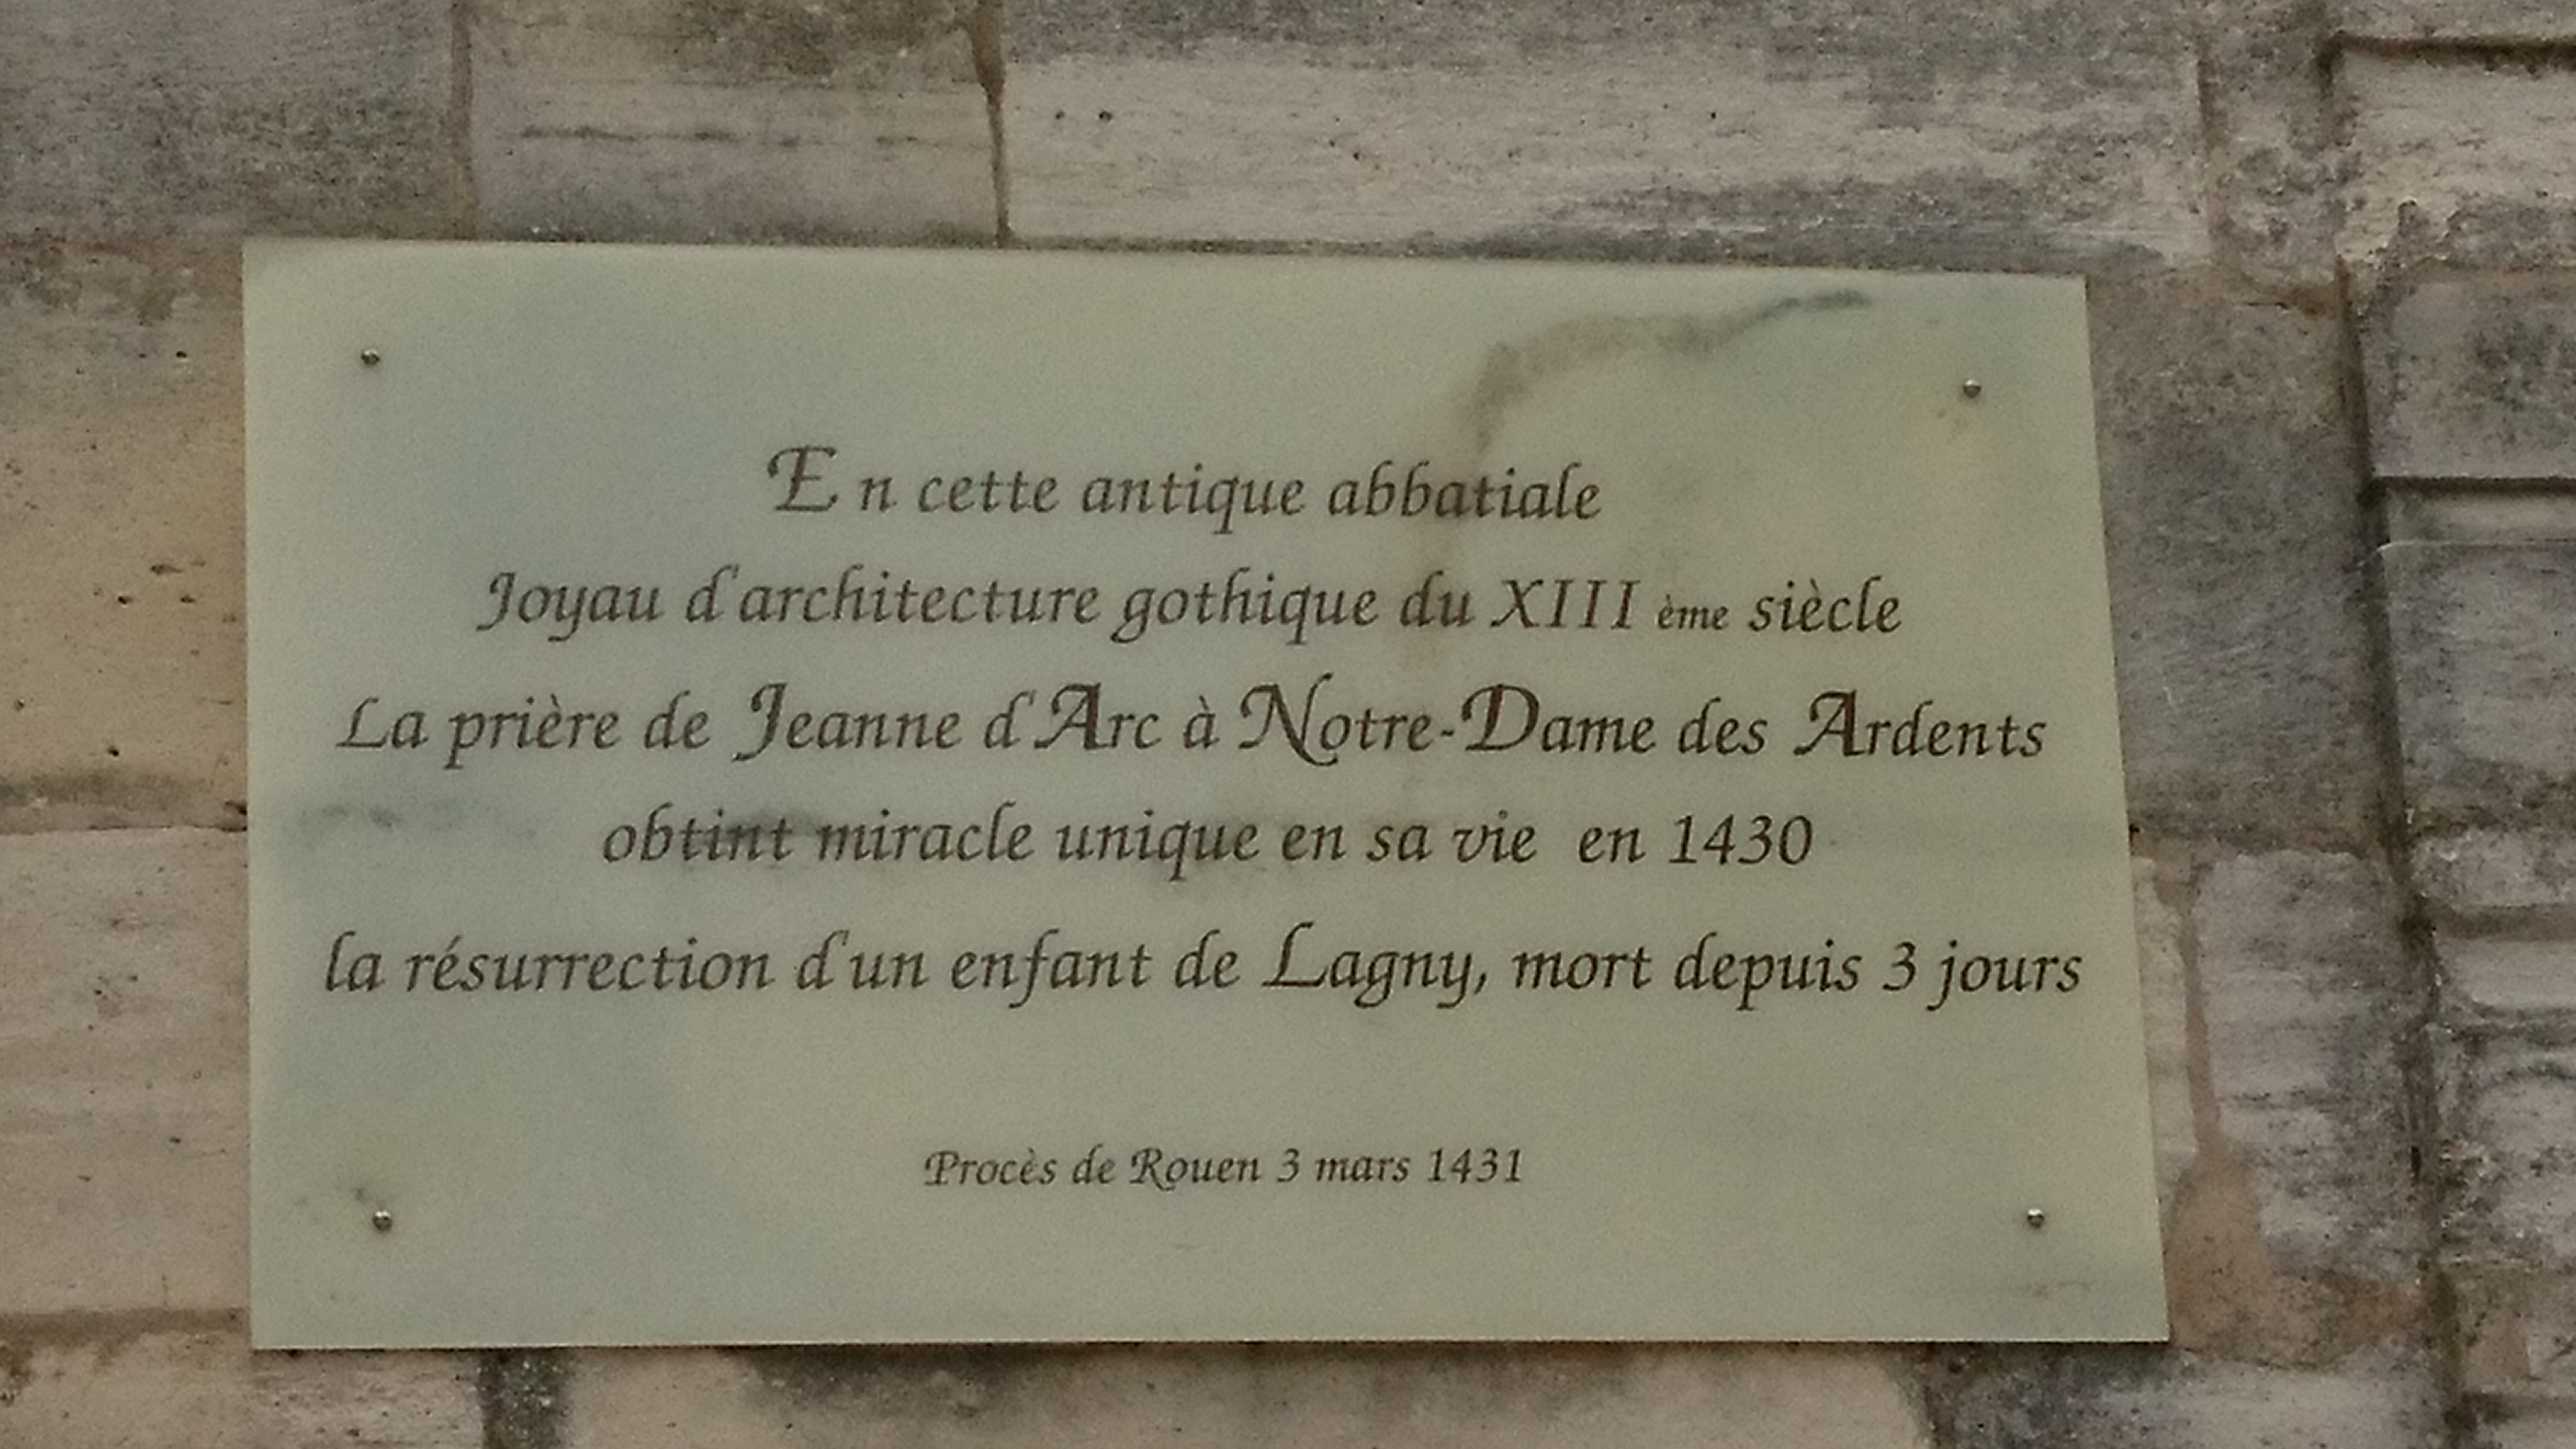 En cette antique abbatiale
Joyau d'architecture gothique du XIII ème siècle
La prière de Jeanne d'Arc à Notre-Dame des Ardents
obtint miracle unique en sa vie en 1430
la résurrection d'un enfant de Lagny, mort depuis 3 jours
Procès de Rouen 3 mars 1431